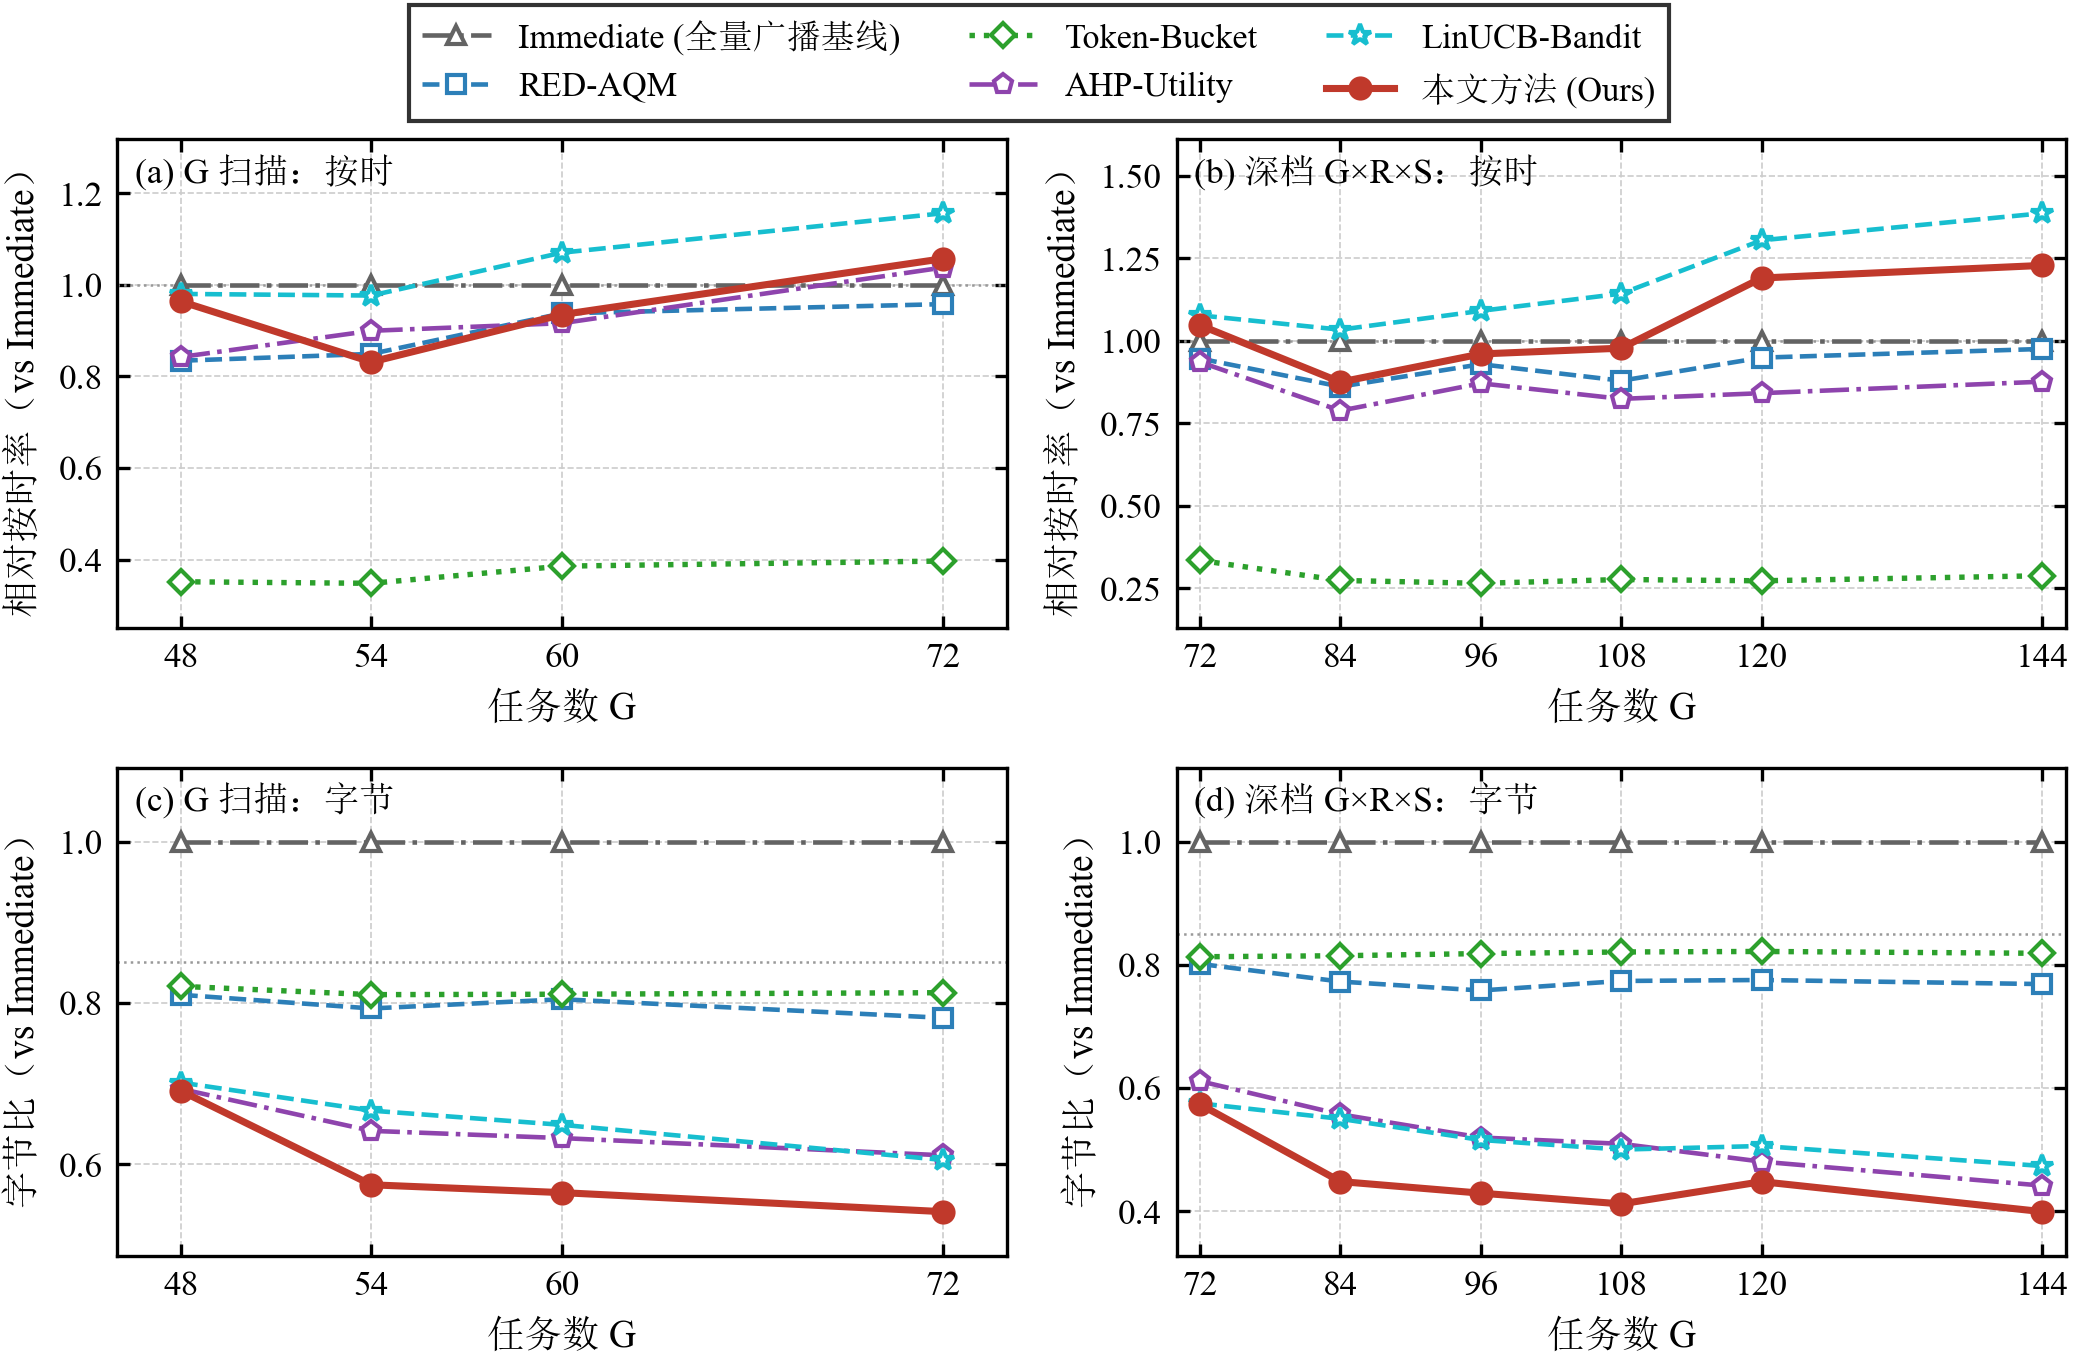 Immediate (全量广播基线)
RED-AQM
Token-Bucket
AHP-Utility
LinUCB-Bandit
本文方法 (Ours)
(a) G 扫描：按时
相对按时率（vs Immediate）
1.2
1.0
0.8
0.6
0.4
48 54 60 72
任务数 G
(b) 深档 G×R×S：按时
相对按时率（vs Immediate）
1.50
1.25
1.00
0.75
0.50
0.25
72 84 96 108 120 144
任务数 G
(c) G 扫描：字节
字节比（vs Immediate）
1.0
0.8
0.6
48 54 60 72
任务数 G
(d) 深档 G×R×S：字节
字节比（vs Immediate）
1.0
0.8
0.6
0.4
72 84 96 108 120 144
任务数 G